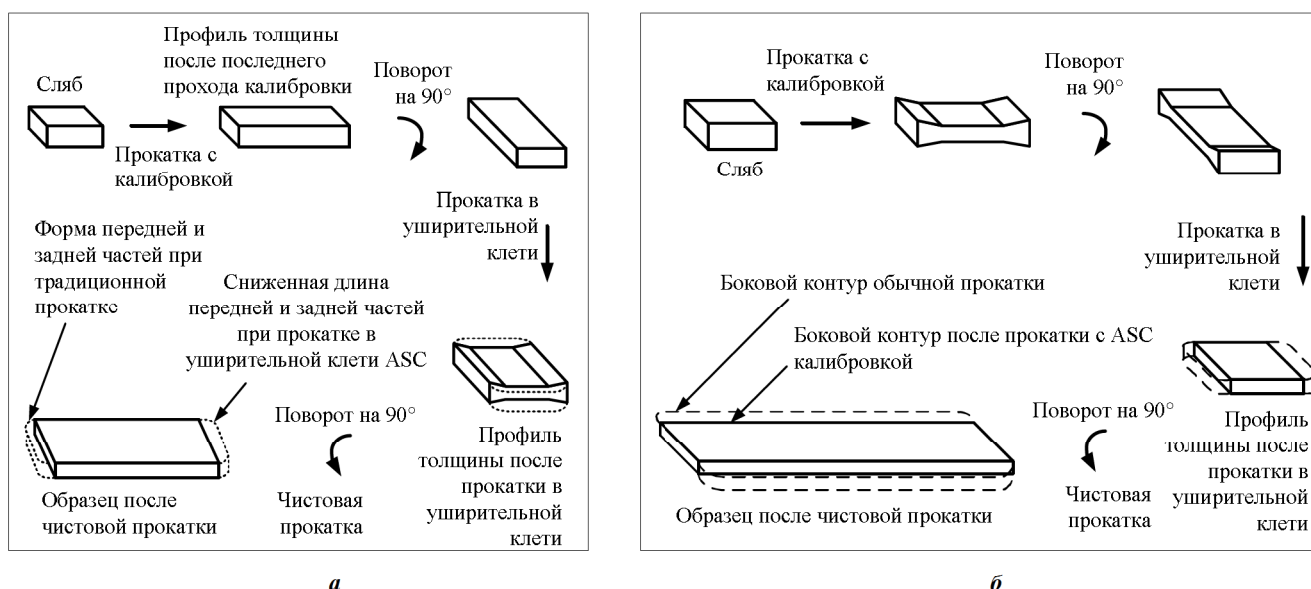 Сляб
Профиль толщины
после последнего
прохода калибровки
Поворот
на 90°
Прокатка с
калибровкой
Прокатка в
уширительной
клети
Форма передней и
задней частей при
традиционной
прокатке
Сниженная длина
передней и задней частей
при прокатке в
уширительной клети ASC
Поворот на 90°
Профиль
толщины после
прокатки в
уширительной
клети
Образец после
чистовой прокатки
Чистовая
прокатка
а
Прокатка с
калибровкой
Поворот
на 90°
Сляб
Прокатка в
уширительной
клети
Боковой контур обычной прокатки
Боковой контур после прокатки с ASC
калибровкой
Поворот на 90°
Профиль
толщины после
прокатки в
уширительной
клети
Чистовая
прокатка
Образец после чистовой прокатки
б